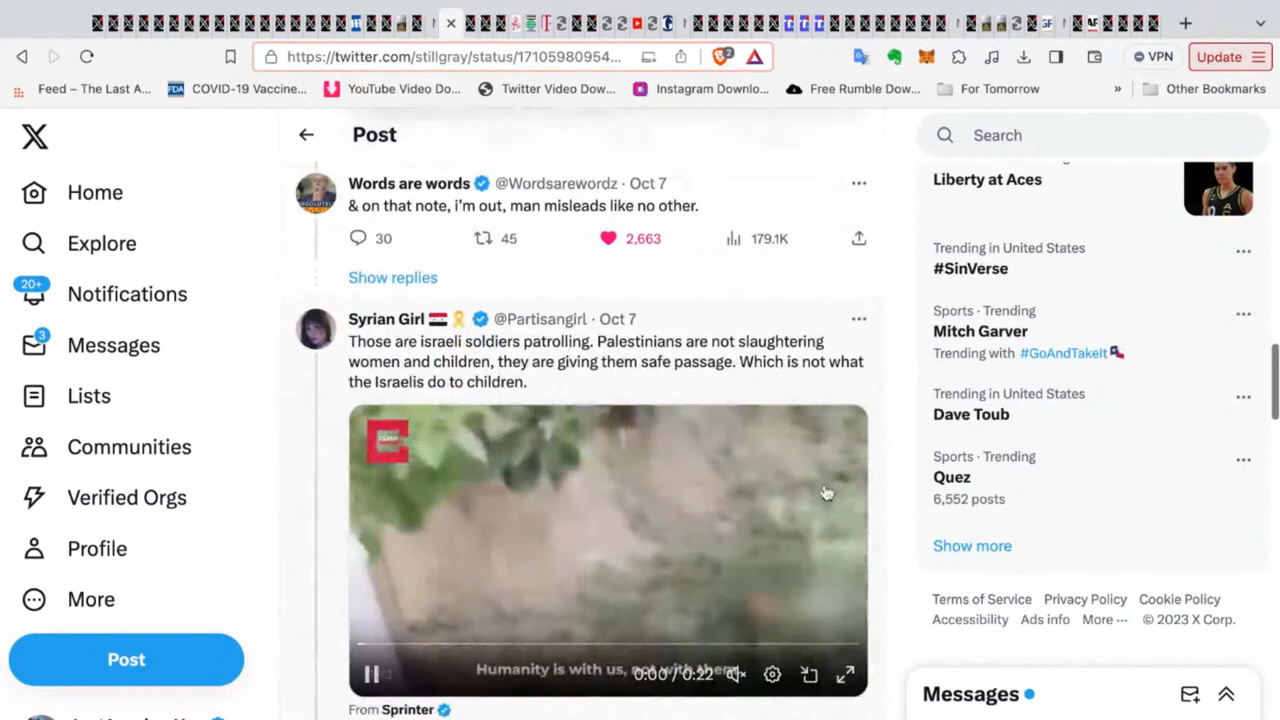 https://twitter.com/stillgray/status/17105980954...
2
VPN
Update
Feed – The Last A...
COVID-19 Vaccine...
YouTube Video Do...
Twitter Video Dow...
Instagram Downlo...
Free Rumble Dow...
For Tomorrow
»
Other Bookmarks
Home
Explore
20+
Notifications
3
Messages
Lists
Communities
Verified Orgs
Profile
More
Post
Post
Words are words @Wordsarewordz · Oct 7
& on that note, i’m out, man misleads like no other.
30
45
2,663
179.1K
Show replies
Syrian Girl @Partisangirl · Oct 7
Those are israeli soldiers patrolling. Palestinians are not slaughtering
women and children, they are giving them safe passage. Which is not what
the Israelis do to children.
Humanity is with us, not with them
0:00 / 0:22
From Sprinter
Search
Liberty at Aces
Trending in United States
#SinVerse
Sports · Trending
Mitch Garver
Trending with #GoAndTakeIt
Trending in United States
Dave Toub
Sports · Trending
Quez
6,552 posts
Show more
Terms of Service Privacy Policy Cookie Policy
Accessibility Ads info More ··· © 2023 X Corp.
Messages